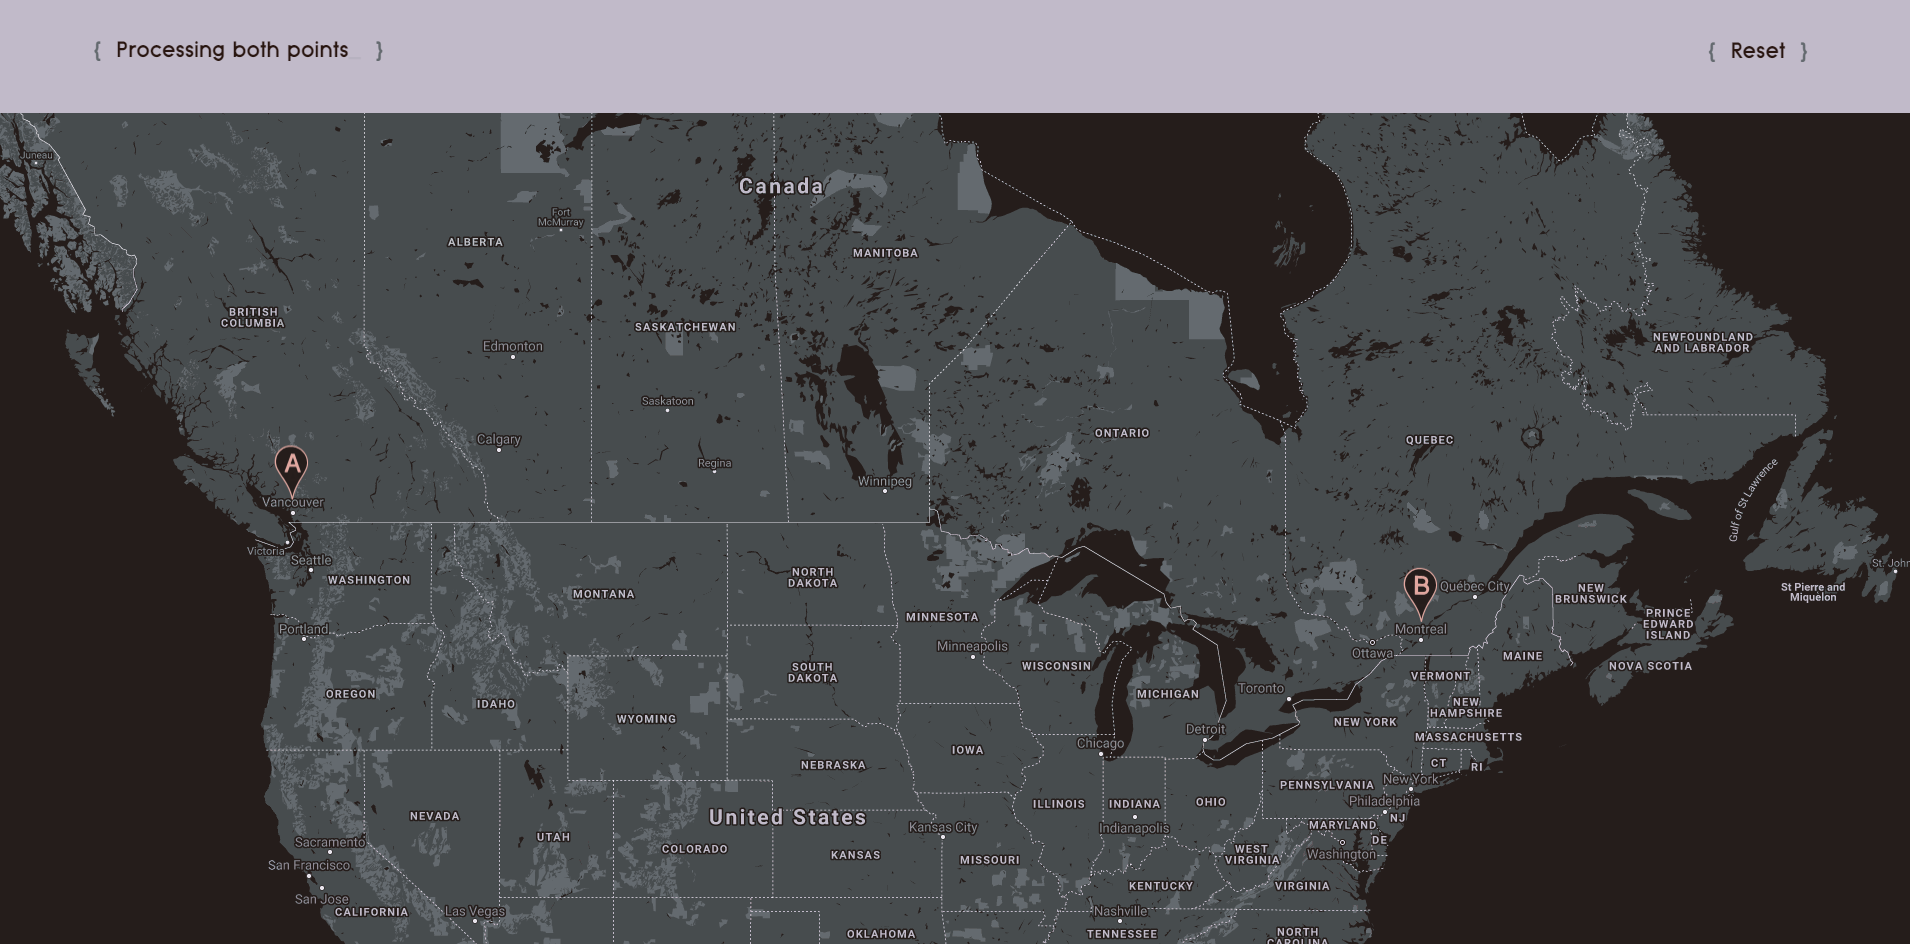 { Processing both points_ }
{ Reset }
Juneau
Canada
Fort
McMurray
ALBERTA
MANITOBA
BRITISH
COLUMBIA
SASKATCHEWAN
Edmonton
NEWFOUNDLAND
AND LABRADOR
Saskatoon
Calgary
ONTARIO
QUEBEC
A
Regina
Winnipeg
Gulf of St Lawrence
Vancouver
Victoria
Seattle
WASHINGTON
NORTH
DAKOTA
MONTANA
B
Québec City
St. John
St Pierre and
Miquelon
NEW
BRUNSWICK
PRINCE
EDWARD
ISLAND
MINNESOTA
Portland
Montreal
Minneapolis
Ottawa
MAINE
NOVA SCOTIA
WISCONSIN
SOUTH
DAKOTA
VERMONT
OREGON
IDAHO
MICHIGAN
Toronto
NEW
HAMPSHIRE
WYOMING
NEW YORK
Detroit
MASSACHUSETTS
Chicago
IOWA
NEBRASKA
CT
RI
PENNSYLVANIA
New York
Philadelphia
ILLINOIS
INDIANA
OHIO
NEVADA
United States
NJ
Kansas City
Indianapolis
MARYLAND
DE
UTAH
Sacramento
COLORADO
KANSAS
MISSOURI
WEST
VIRGINIA
Washington
San Francisco
KENTUCKY
VIRGINIA
San Jose
CALIFORNIA
Las Vegas
Nashville
OKLAHOMA
TENNESSEE
NORTH
CAROLINA